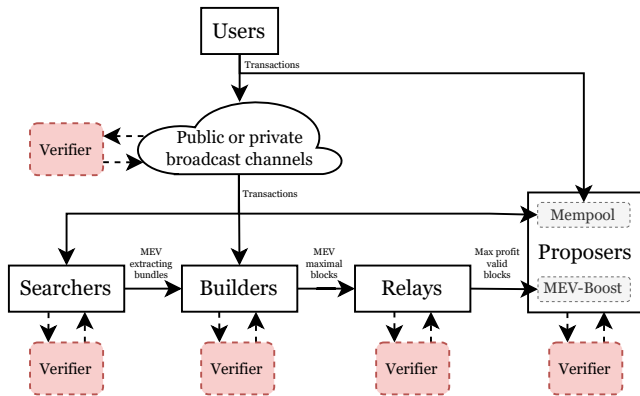 Users
Transactions
Public or private
broadcast channels
Verifier
Transactions
Mempool
Proposers
MEV-Boost
MEV
extracting
bundles
MEV
maximal
blocks
Max profit
valid
blocks
Searchers
Builders
Relays
Verifier
Verifier
Verifier
Verifier